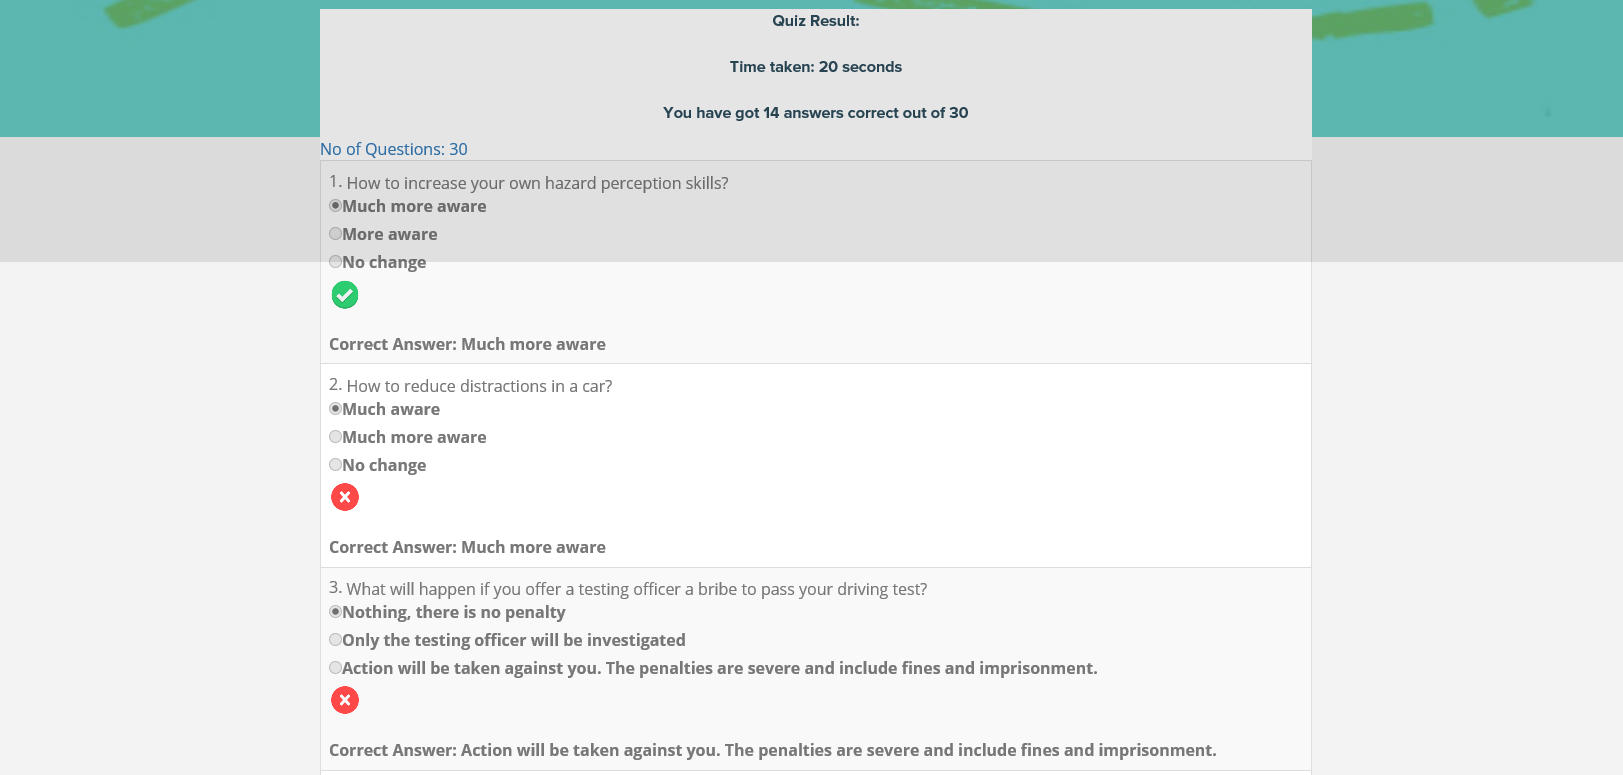 Quiz Result:
Time taken: 20 seconds
You have got 14 answers correct out of 30
No of Questions: 30
1. How to increase your own hazard perception skills?
Much more aware
More aware
No change
Correct Answer: Much more aware
2. How to reduce distractions in a car?
Much aware
Much more aware
No change
Correct Answer: Much more aware
3. What will happen if you offer a testing officer a bribe to pass your driving test?
Nothing, there is no penalty
Only the testing officer will be investigated
Action will be taken against you. The penalties are severe and include fines and imprisonment.
Correct Answer: Action will be taken against you. The penalties are severe and include fines and imprisonment.